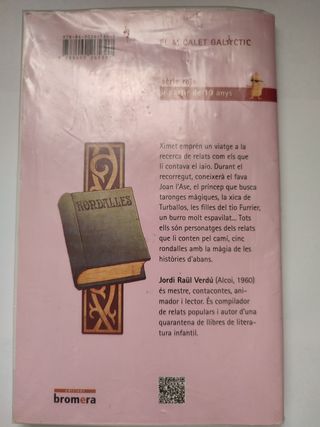 EL MICALET GALÀCTIC
sèrie roja
a partir de 10 anys
Ximet emprén un viatge a la
recerca de relats com els que
li contava el iaio. Durant el
recorregut, coneixerà el fava
Joan l'Ase, el príncep que busca
taronges màgiques, la xica de
Turballos, les filles del tio Furrier,
un burro molt espavilat... Tots
ells són personatges dels relats
que li conten pel camí, cinc
rondalles amb la màgia de les
històries d'abans.
RONDALLES
Jordi Raül Verdú (Alcoi, 1960)
és mestre, contacontes, ani-
mador i lector. És compilador
de relats populars i autor d'una
quarantena de llibres de litera-
tura infantil.
edicions
bromera